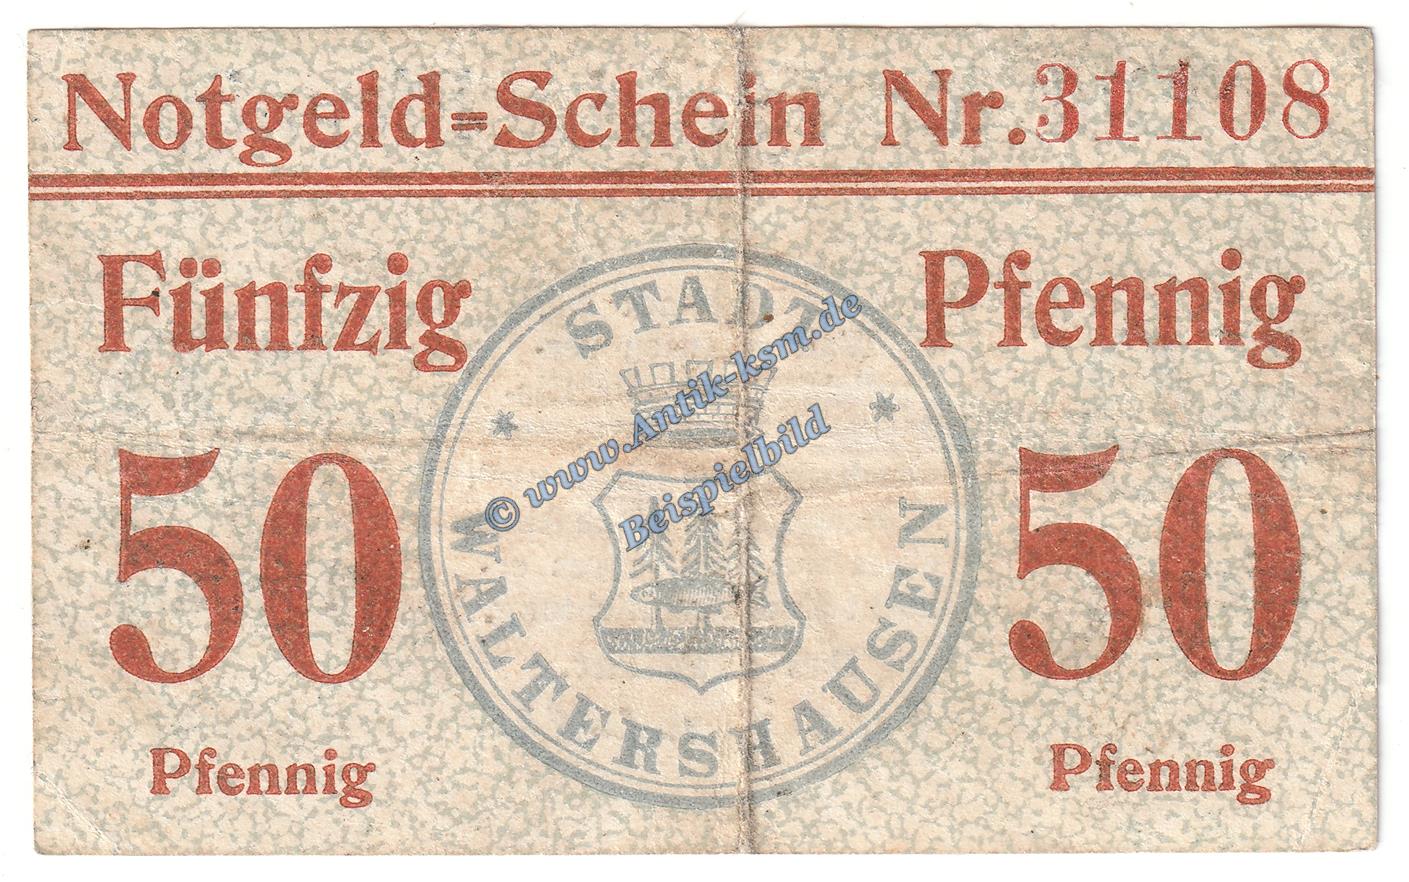 Notgeld=Schein Nr.31108
Fünfzig Pfennig
50 50
Pfennig Pfennig
STADT
* *
WALTERSHAUSEN
© www.Antik-ksm.de
Beispielbild